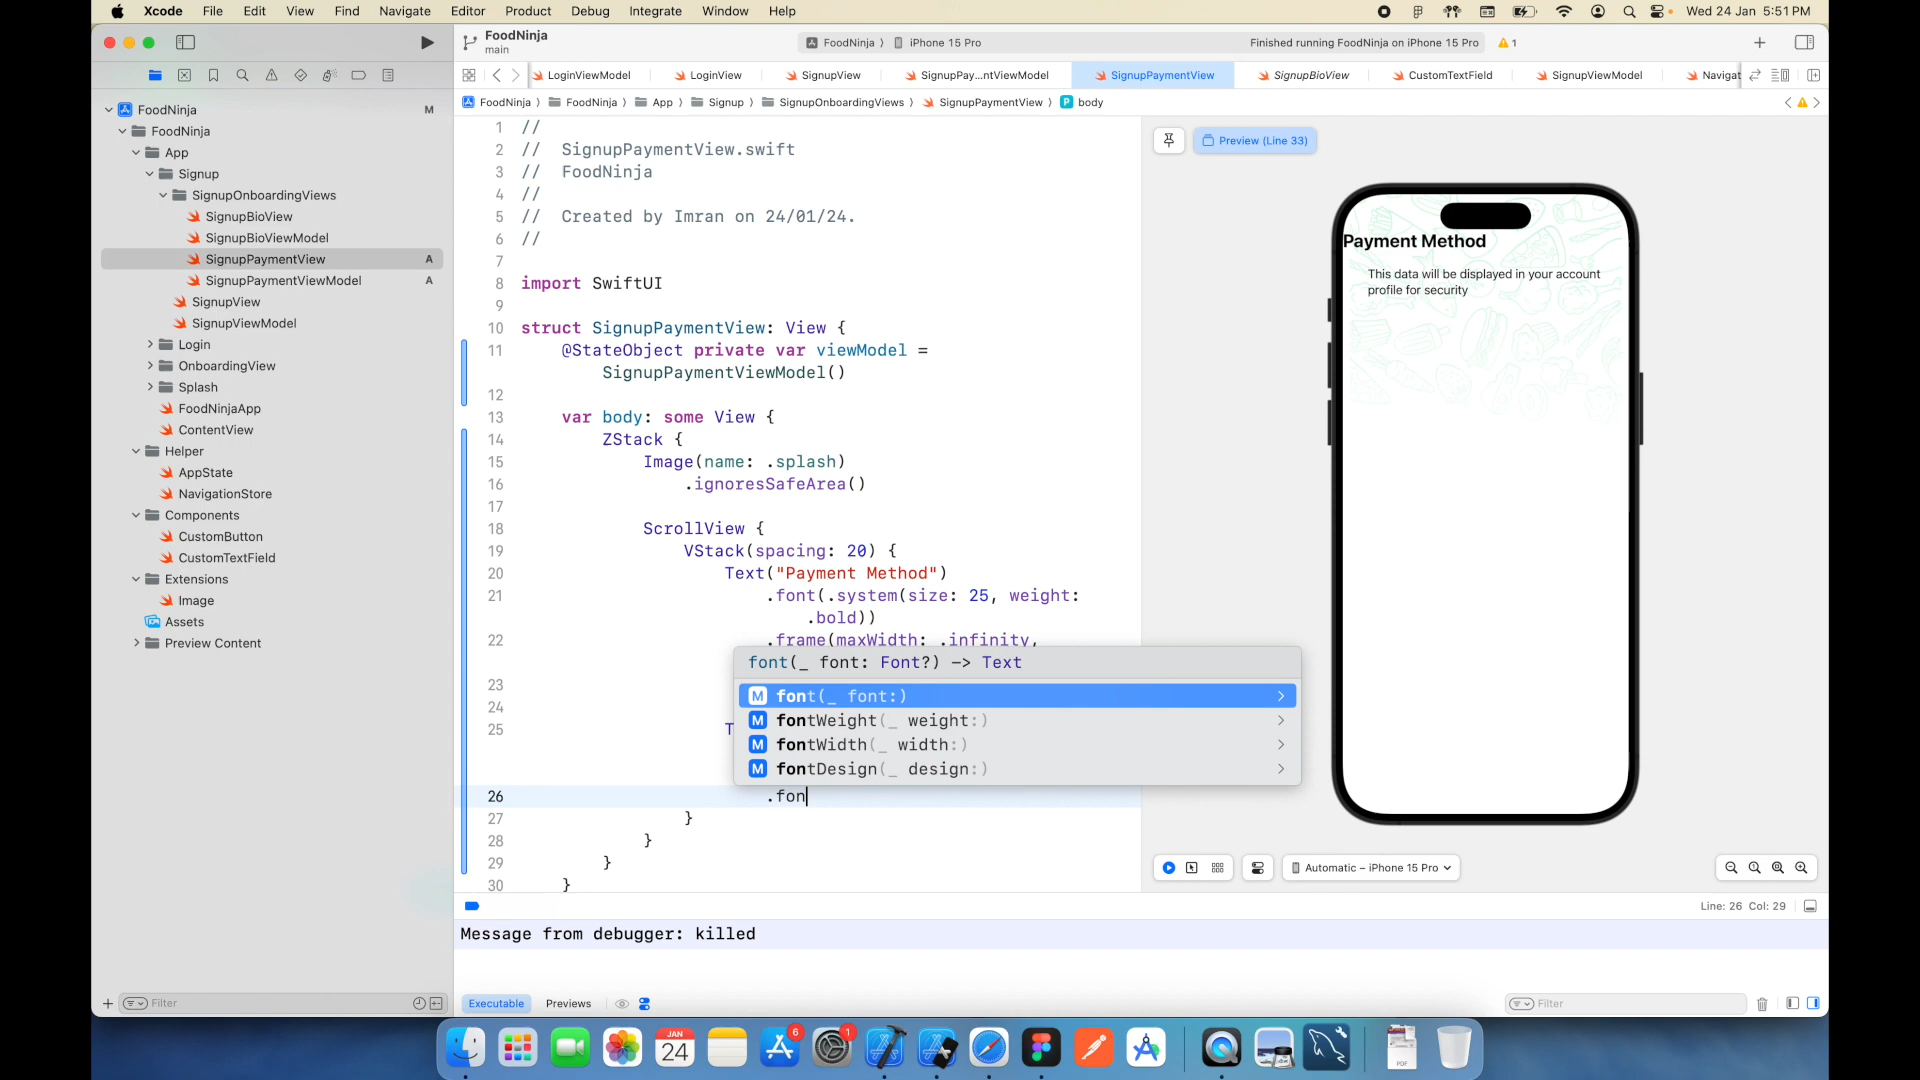 Xcode File Edit View Find Navigate Editor Product Debug Integrate Window Help
Wed 24 Jan 5:51 PM
FoodNinja
main
FoodNinja
iPhone 15 Pro
Finished running FoodNinja on iPhone 15 Pro
1
LoginViewModel
LoginView
SignupView
SignupPay...ntViewModel
SignupPaymentView
SignupBioView
CustomTextField
SignupViewModel
Navigat
FoodNinja
FoodNinja
App
Signup
SignupOnboardingViews
SignupPaymentView
P body
FoodNinja M
FoodNinja
App
Signup
SignupOnboardingViews
SignupBioView
SignupBioViewModel
SignupPaymentView A
SignupPaymentViewModel A
SignupView
SignupViewModel
Login
OnboardingView
Splash
FoodNinjaApp
ContentView
Helper
AppState
NavigationStore
Components
CustomButton
CustomTextField
Extensions
Image
Assets
Preview Content
Filter
1 //
2 // SignupPaymentView.swift
3 // FoodNinja
4 //
5 // Created by Imran on 24/01/24.
6 //
7
8 import SwiftUI
9
10 struct SignupPaymentView: View {
11 @StateObject private var viewModel =
SignupPaymentViewModel()
12
13 var body: some View {
14 ZStack {
15 Image(name: .splash)
16 .ignoresSafeArea()
17
18 ScrollView {
19 VStack(spacing: 20) {
20 Text("Payment Method")
21 .font(.system(size: 25, weight:
.bold))
22 .frame(maxWidth: .infinity,
23
24
25 T
26 .fon
27 }
28 }
29 }
30 }
font(_ font: Font?) -> Text
M font(_ font:)
M fontWeight(_ weight:)
M fontWidth(_ width:)
M fontDesign(_ design:)
Preview (Line 33)
Payment Method
This data will be displayed in your account
profile for security
Automatic – iPhone 15 Pro
Line: 26 Col: 29
Message from debugger: killed
Executable
Previews
Filter
JAN
24
6
1
PDF